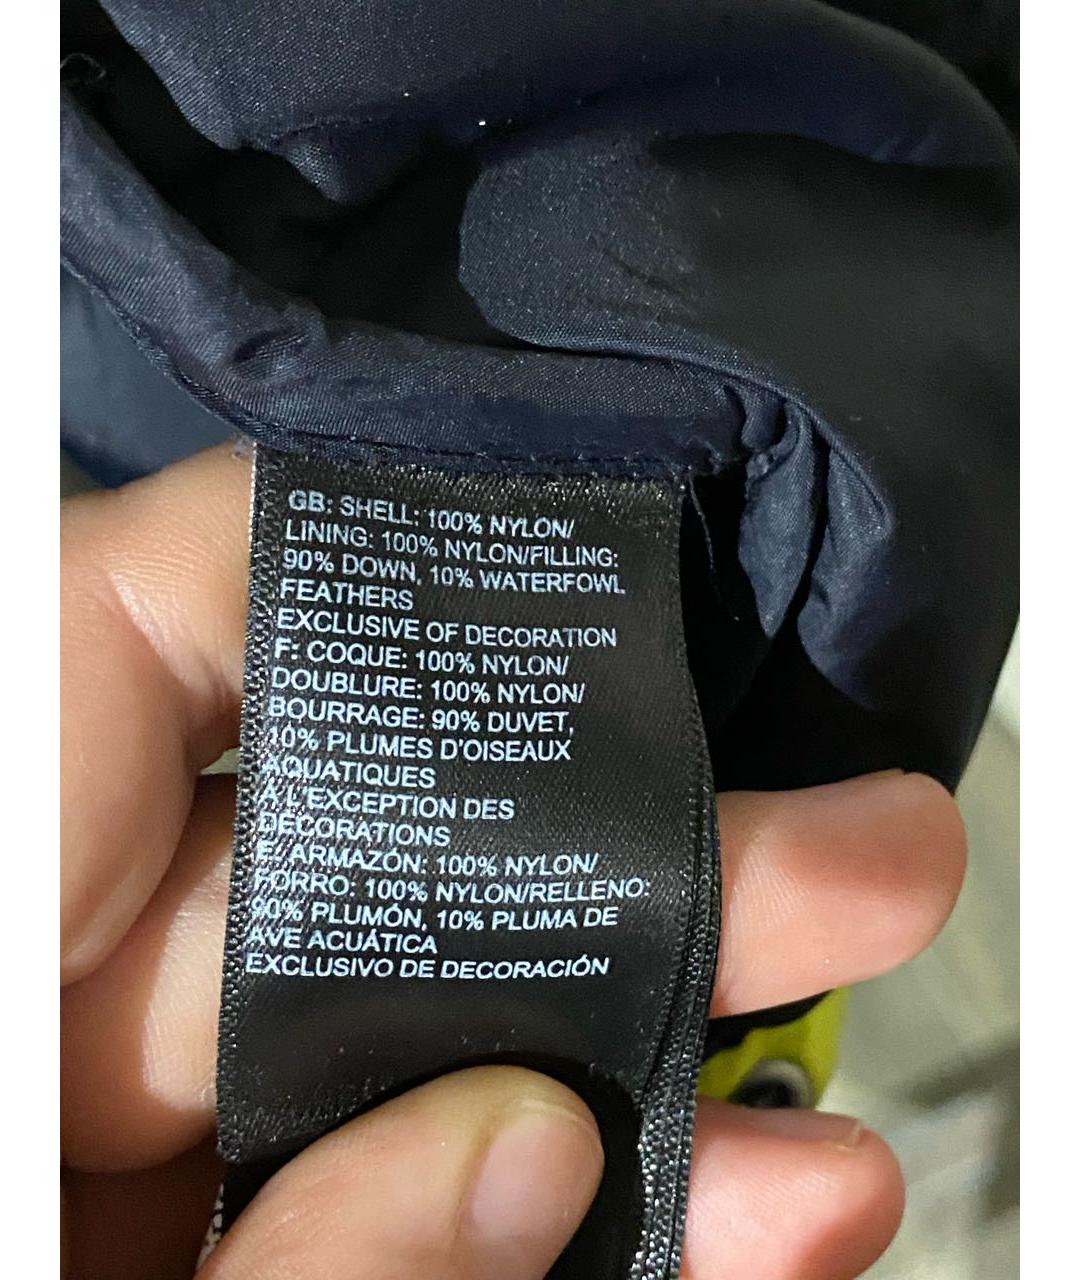 GB: SHELL: 100% NYLON/
LINING: 100% NYLON/FILLING:
90% DOWN, 10% WATERFOWL
FEATHERS
EXCLUSIVE OF DECORATION
F: COQUE: 100% NYLON/
DOUBLURE: 100% NYLON/
BOURRAGE: 90% DUVET,
10% PLUMES D'OISEAUX
AQUATIQUES
À L'EXCEPTION DES
DECORATIONS
E: ARMAZÓN: 100% NYLON/
FORRO: 100% NYLON/RELLENO:
90% PLUMÓN, 10% PLUMA DE
AVE ACUÁTICA
EXCLUSIVO DE DECORACIÓN